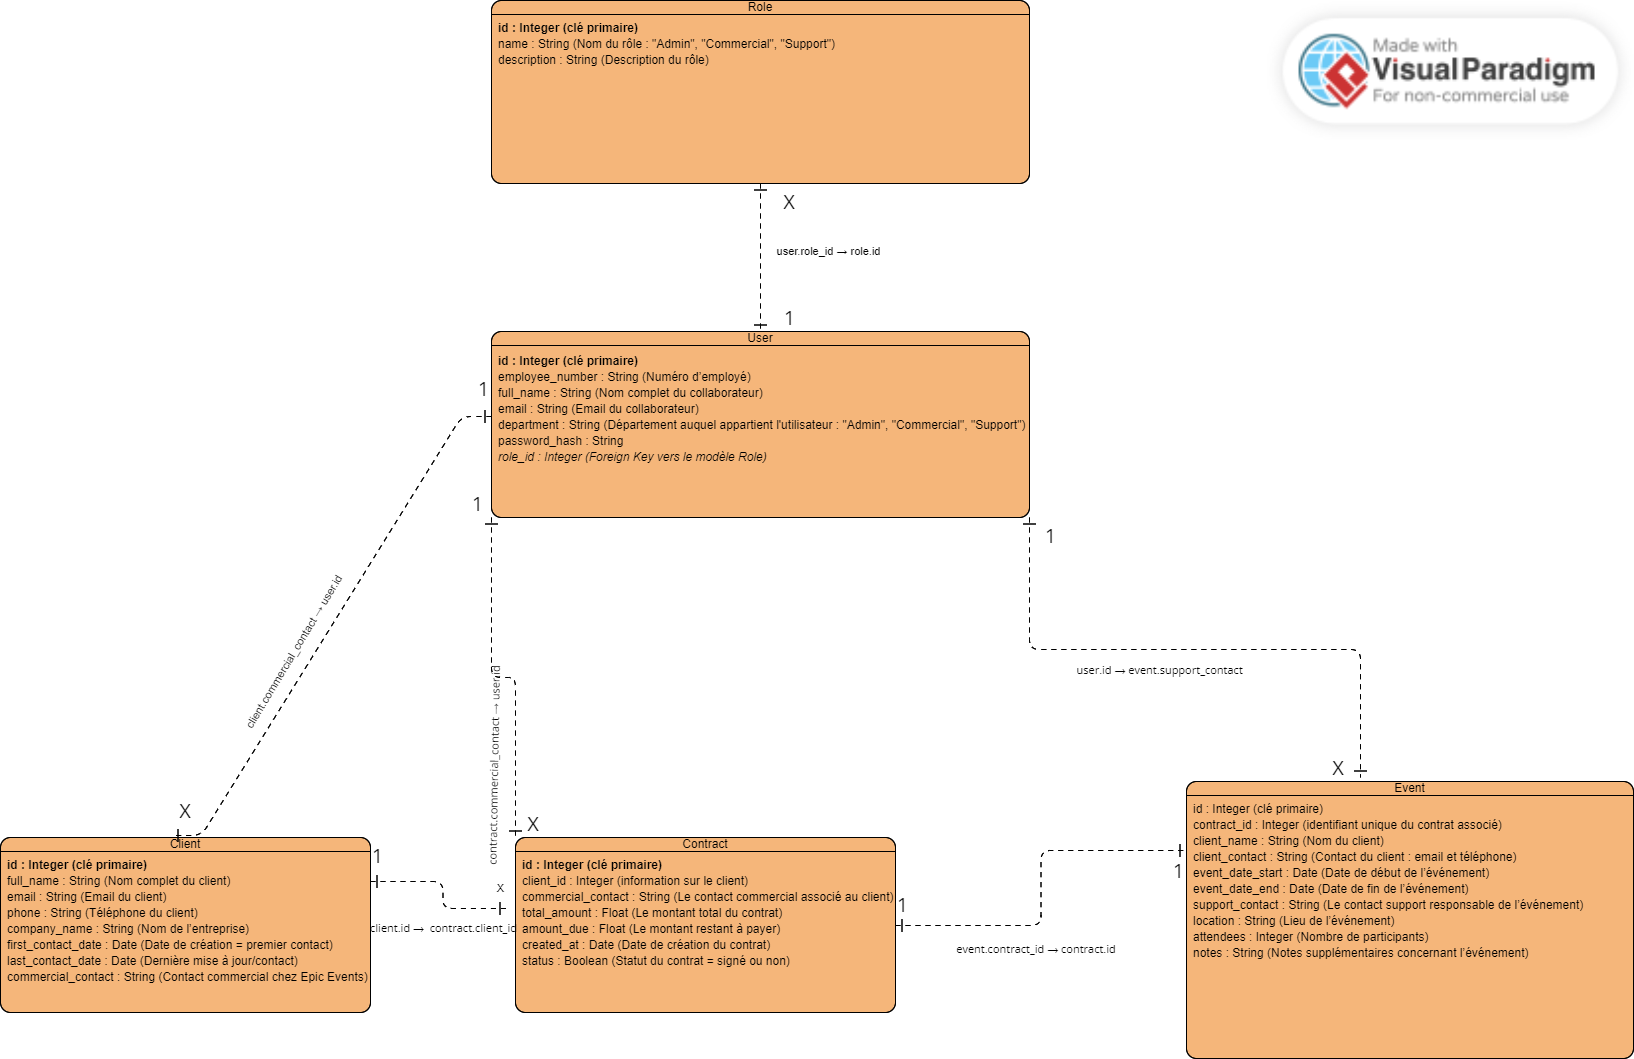 Role
id : Integer (clé primaire)
name : String (Nom du rôle : "Admin", "Commercial", "Support")
description : String (Description du rôle)
Made with
Visual Paradigm
For non-commercial use
X
user.role_id → role.id
1
User
id : Integer (clé primaire)
employee_number : String (Numéro d'employé)
full_name : String (Nom complet du collaborateur)
email : String (Email du collaborateur)
department : String (Département auquel appartient l'utilisateur : "Admin", "Commercial", "Support")
password_hash : String
role_id : Integer (Foreign Key vers le modèle Role)
1
1
1
client.commercial_contact → user.id
contract.commercial_contact → user.id
user.id → event.support_contact
X
X
X
Client
id : Integer (clé primaire)
full_name : String (Nom complet du client)
email : String (Email du client)
phone : String (Téléphone du client)
company_name : String (Nom de l'entreprise)
first_contact_date : Date (Date de création = premier contact)
last_contact_date : Date (Dernière mise à jour/contact)
commercial_contact : String (Contact commercial chez Epic Events)
1
X
client.id → contract.client_id
Contract
id : Integer (clé primaire)
client_id : Integer (information sur le client)
commercial_contact : String (Le contact commercial associé au client)
total_amount : Float (Le montant total du contrat)
amount_due : Float (Le montant restant à payer)
created_at : Date (Date de création du contrat)
status : Boolean (Statut du contrat = signé ou non)
1
1
event.contract_id → contract.id
Event
id : Integer (clé primaire)
contract_id : Integer (identifiant unique du contrat associé)
client_name : String (Nom du client)
client_contact : String (Contact du client : email et téléphone)
event_date_start : Date (Date de début de l'événement)
event_date_end : Date (Date de fin de l'événement)
support_contact : String (Le contact support responsable de l'événement)
location : String (Lieu de l'événement)
attendees : Integer (Nombre de participants)
notes : String (Notes supplémentaires concernant l'événement)